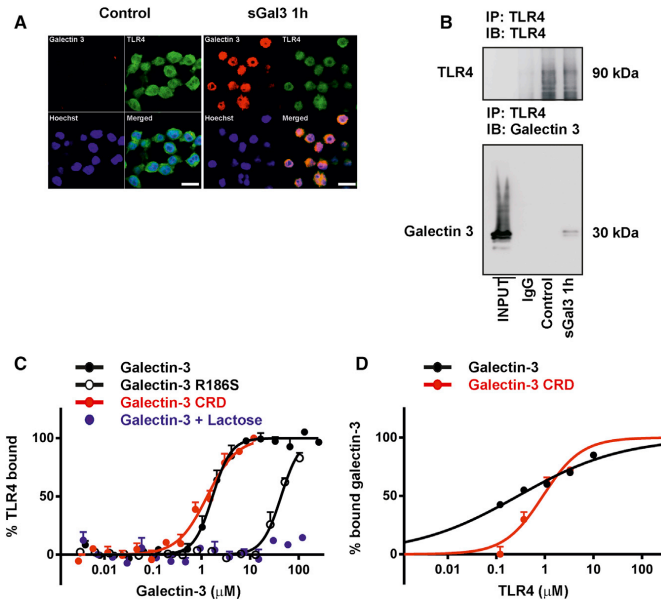 A
Control
sGal3 1h
Galectin 3
TLR4
Galectin 3
TLR4
Hoechst
Merged
Hoechst
Merged
B
IP: TLR4
IB: TLR4
TLR4
90 kDa
IP: TLR4
IB: Galectin 3
Galectin 3
30 kDa
INPUT
IgG
Control
sGal3 1h
C
Galectin-3
Galectin-3 R186S
Galectin-3 CRD
Galectin-3 + Lactose
% TLR4 bound
100
50
0
0.01
0.1
1
10
100
Galectin-3 (μM)
D
Galectin-3
Galectin-3 CRD
% bound galectin-3
100
50
0
0.01
0.1
1
10
100
TLR4 (μM)